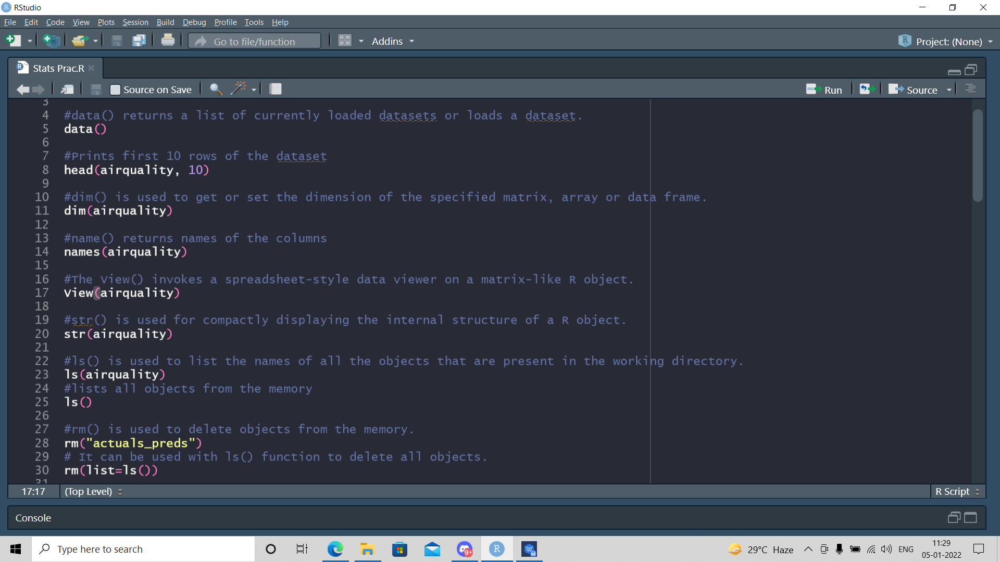 RStudio
File Edit Code View Plots Session Build Debug Profile Tools Help
Go to file/function Addins Project: (None)
Stats Prac.R
Source on Save Run Source
3
4 #data() returns a list of currently loaded datasets or loads a dataset.
5 data()
6
7 #Prints first 10 rows of the dataset
8 head(airquality, 10)
9
10 #dim() is used to get or set the dimension of the specified matrix, array or data frame.
11 dim(airquality)
12
13 #name() returns names of the columns
14 names(airquality)
15
16 #The View() invokes a spreadsheet-style data viewer on a matrix-like R object.
17 View(airquality)
18
19 #str() is used for compactly displaying the internal structure of a R object.
20 str(airquality)
21
22 #ls() is used to list the names of all the objects that are present in the working directory.
23 ls(airquality)
24 #lists all objects from the memory
25 ls()
26
27 #rm() is used to delete objects from the memory.
28 rm("actuals_preds")
29 # It can be used with ls() function to delete all objects.
30 rm(list=ls())
31
17:17 (Top Level) R Script
Console
Type here to search 9+ R W 29°C Haze ENG 11:29
05-01-2022